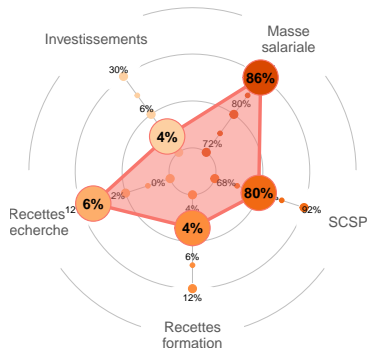 Masse
salariale
Investissements
86%
30%
80%
6%
4%
72%
0%
68%
2%
80%
6%
12
92%
Recettes
echerche
SCSP
4%
4%
6%
12%
Recettes
formation